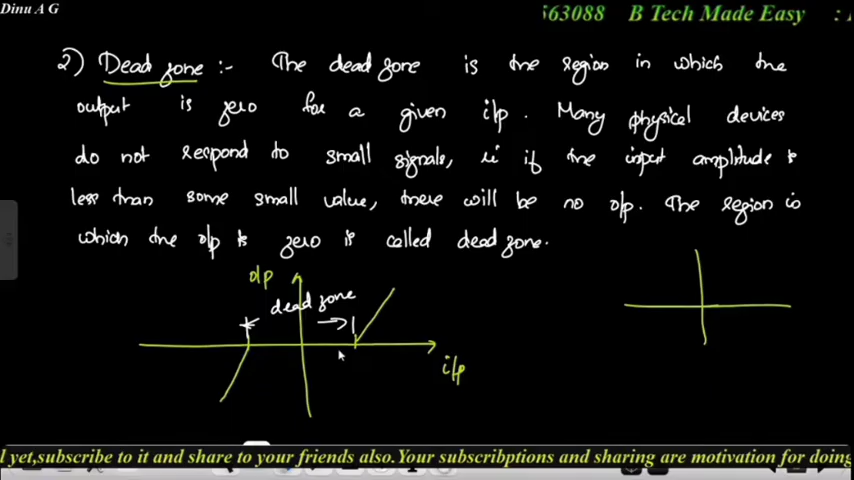 Dinu A G
563088 B Tech Made Easy :
2) Dead zone :- The dead zone is the region in which the
output is zero for a given i/p. Many physical devices
do not respond to small signals, ie if the input amplitude is
less than some small value, there will be no o/p. The region in
which the o/p is zero is called dead zone.
o/p
dead zone
i/p
l yet,subscribe to it and share to your friends also.Your subscribptions and sharing are motivation for doing